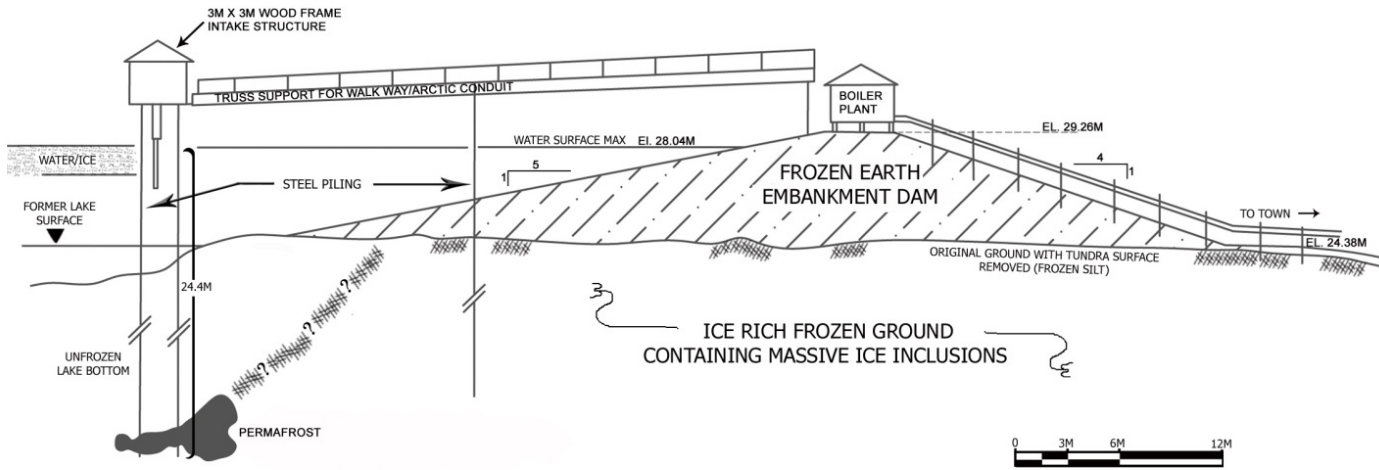 3M X 3M WOOD FRAME
INTAKE STRUCTURE
TRUSS SUPPORT FOR WALK WAY/ARCTIC CONDUIT
BOILER
PLANT
EL. 29.26M
WATER SURFACE MAX El. 28.04M
WATER/ICE
5
1
4
1
STEEL PILING
FROZEN EARTH
EMBANKMENT DAM
FORMER LAKE
SURFACE
TO TOWN
EL. 24.38M
ORIGINAL GROUND WITH TUNDRA SURFACE
REMOVED (FROZEN SILT)
24.4M
?
?
?
?
ICE RICH FROZEN GROUND
CONTAINING MASSIVE ICE INCLUSIONS
UNFROZEN
LAKE BOTTOM
PERMAFROST
0 3M 6M 12M